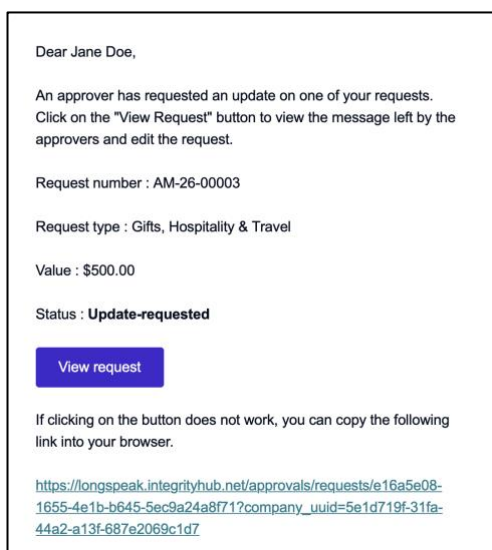 Dear Jane Doe,
An approver has requested an update on one of your requests.
Click on the "View Request" button to view the message left by the
approvers and edit the request.
Request number : AM-26-00003
Request type : Gifts, Hospitality & Travel
Value : $500.00
Status : Update-requested
View request
If clicking on the button does not work, you can copy the following
link into your browser.
https://longspeak.integrityhub.net/approvals/requests/e16a5e08-
1655-4e1b-b645-5ec9a24a8f71?company_uuid=5e1d719f-31fa-
44a2-a13f-687e2069c1d7